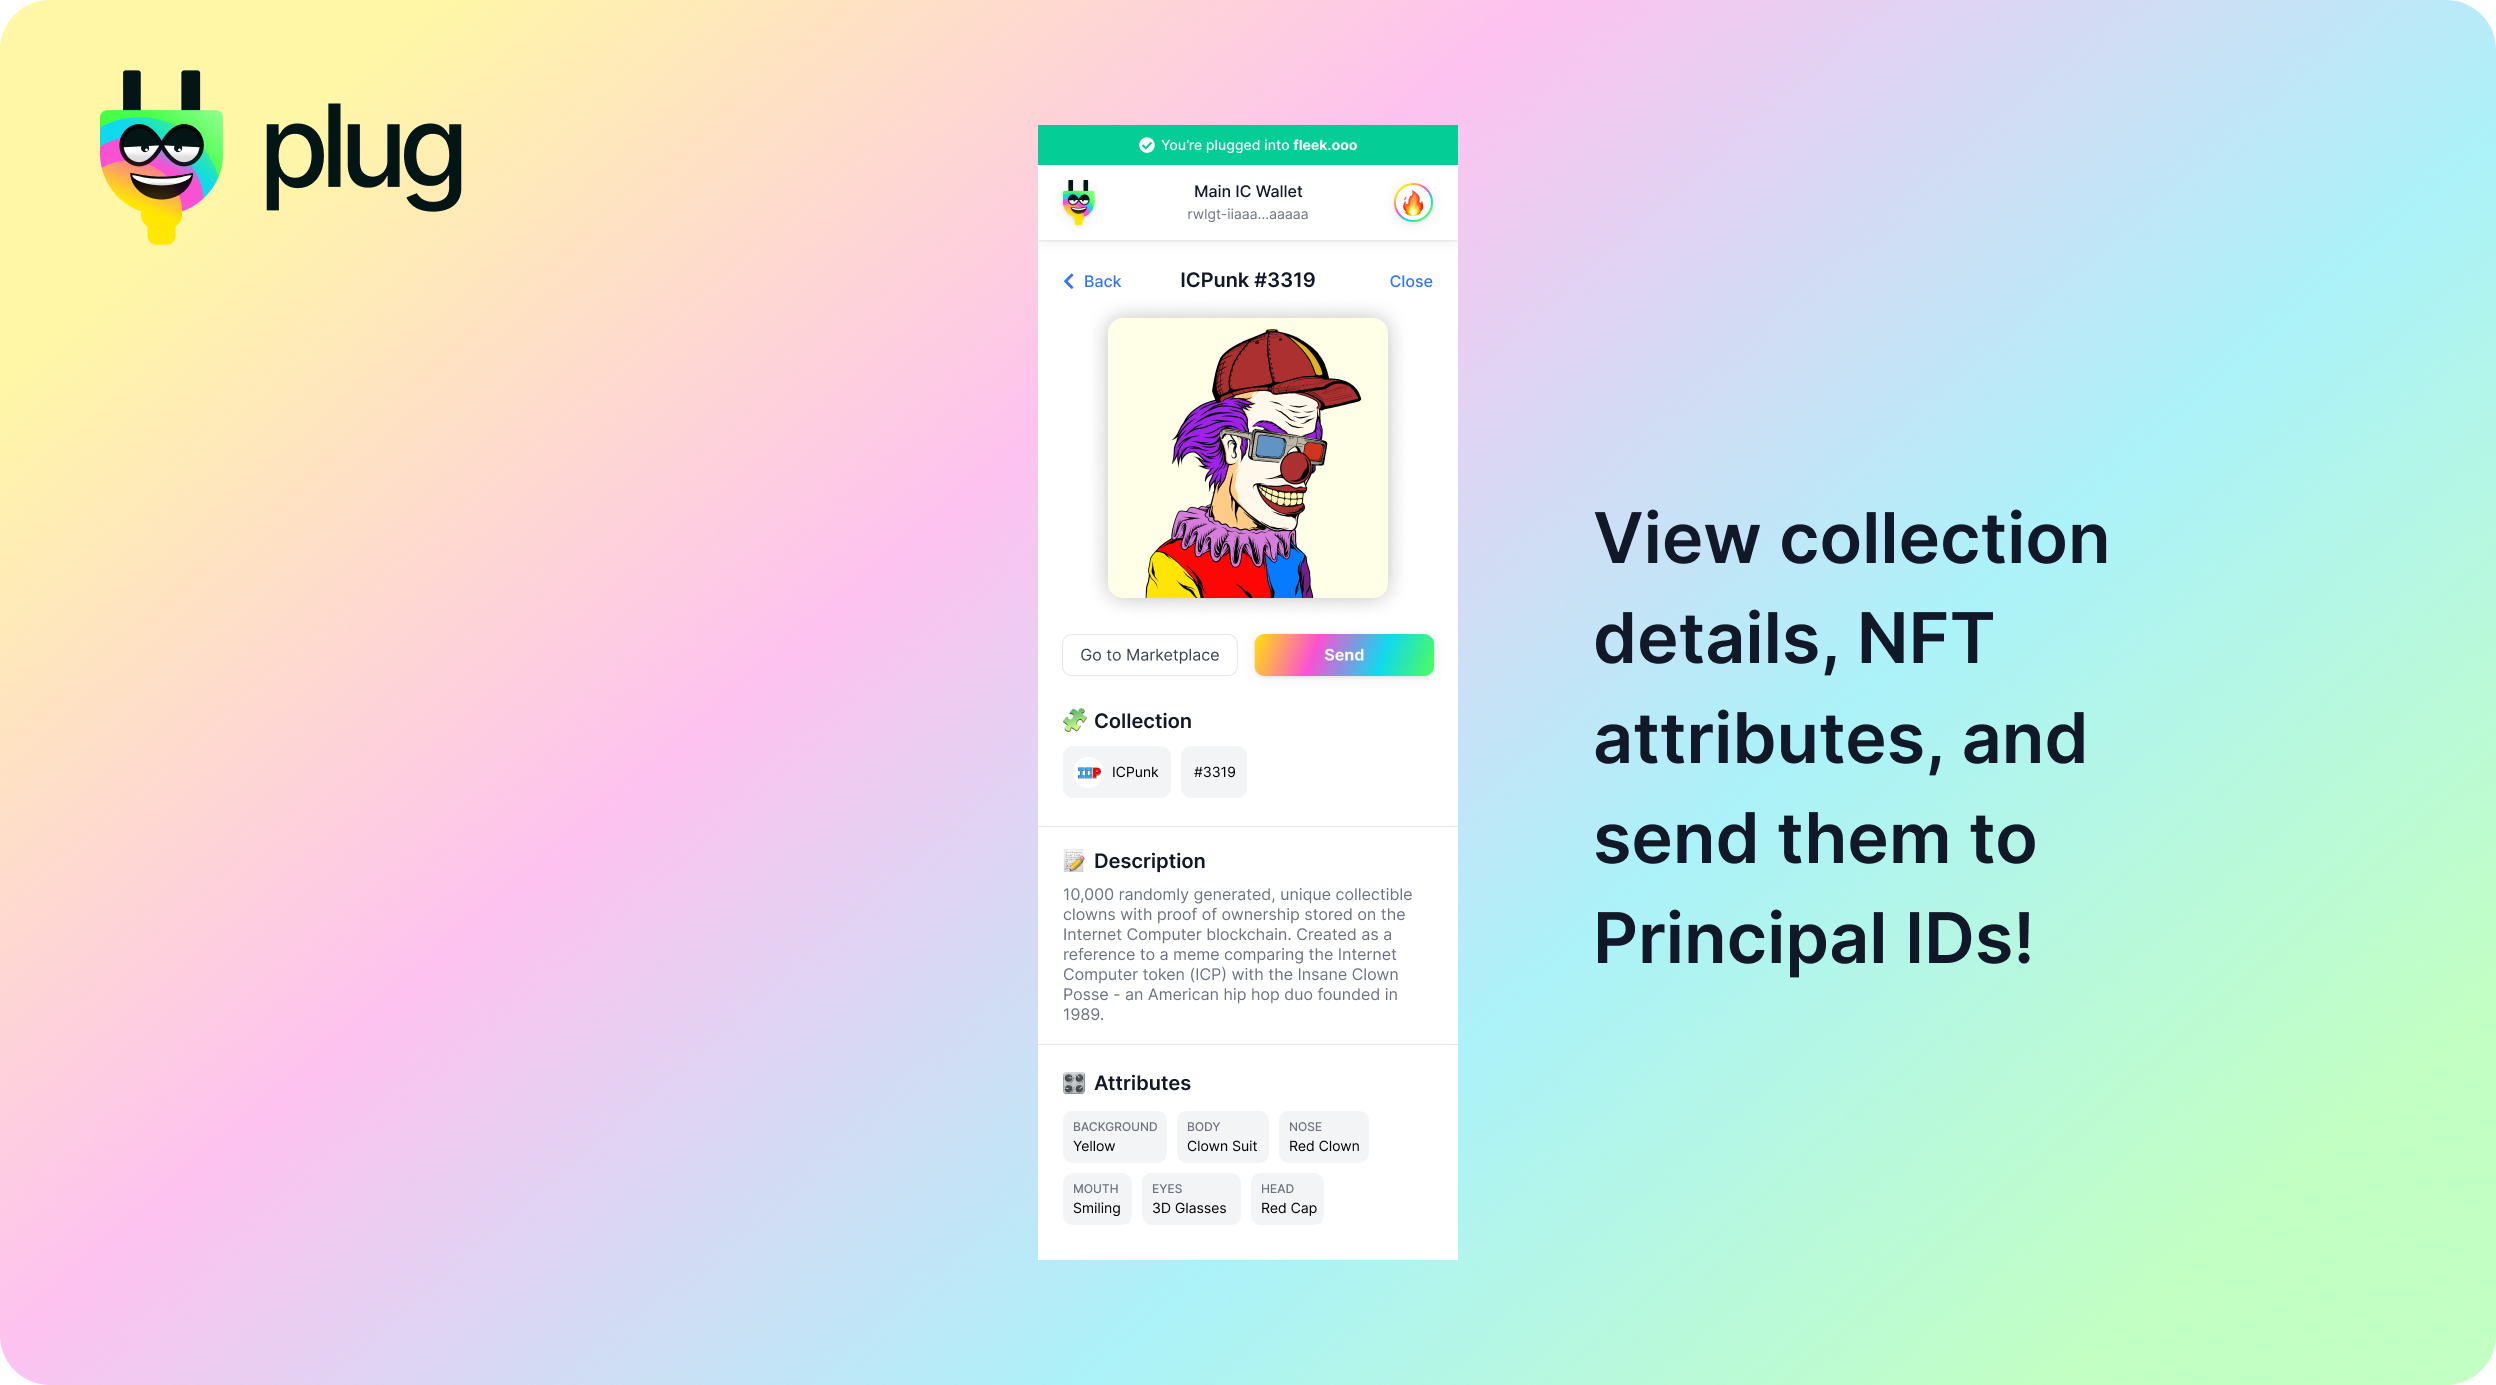 plug
You're plugged into fleek.ooo
Main IC Wallet
rwlgt-iiaaa...aaaaa
Back
ICPunk #3319
Close
Go to Marketplace
Send
Collection
ICP
ICPunk
#3319
Description
10,000 randomly generated, unique collectible
clowns with proof of ownership stored on the
Internet Computer blockchain. Created as a
reference to a meme comparing the Internet
Computer token (ICP) with the Insane Clown
Posse - an American hip hop duo founded in
1989.
Attributes
BACKGROUND
Yellow
BODY
Clown Suit
NOSE
Red Clown
MOUTH
Smiling
EYES
3D Glasses
HEAD
Red Cap
View collection
details, NFT
attributes, and
send them to
Principal IDs!